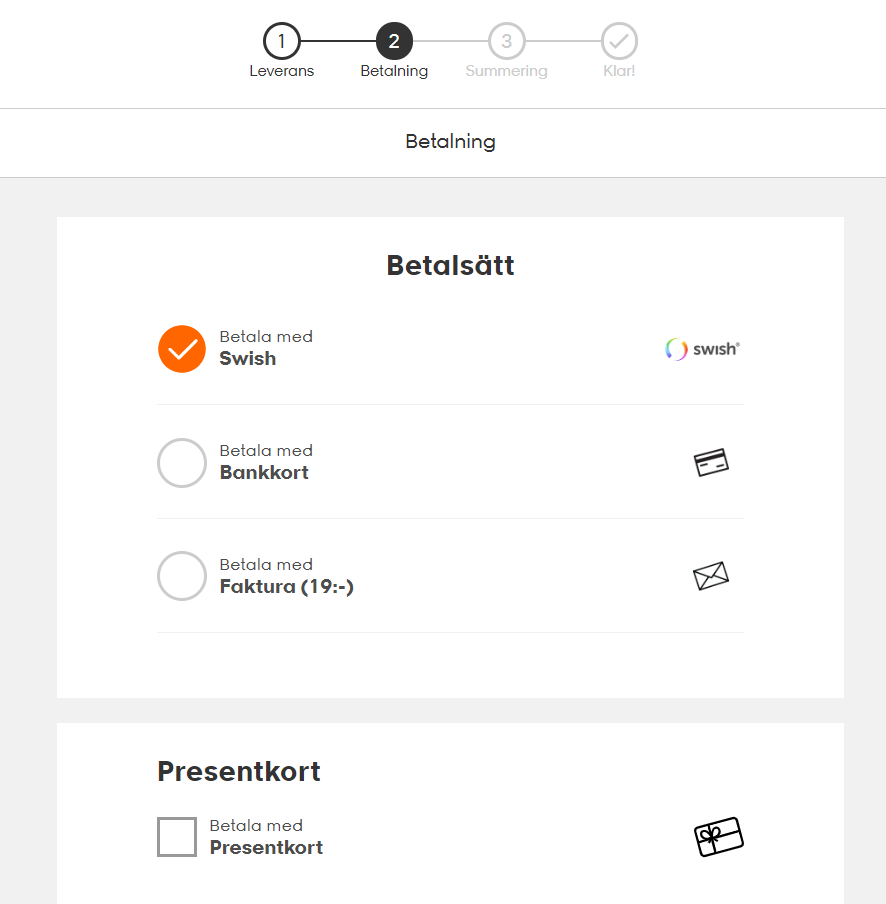 1 2 3
Leverans Betalning Summering Klar!
Betalning
Betalsätt
Betala med
Swish
swish®
Betala med
Bankkort
Betala med
Faktura (19:-)
Presentkort
Betala med
Presentkort